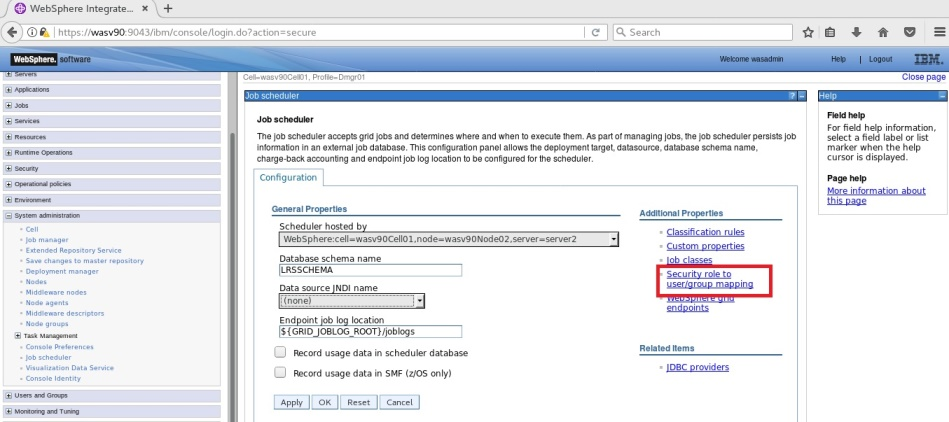 WebSphere Integrate...
https://wasv90:9043/ibm/console/login.do?action=secure
Search
WebSphere. software
Welcome wasadmin
Help
Logout
IBM.
Cell=wasv90Cell01, Profile=Dmgr01
Close page
Servers
Applications
Jobs
Services
Resources
Runtime Operations
Security
Operational policies
Environment
System administration
Cell
Job manager
Extended Repository Service
Save changes to master repository
Deployment manager
Nodes
Middleware nodes
Node agents
Middleware descriptors
Node groups
Task Management
Console Preferences
Job scheduler
Visualization Data Service
Console Identity
Users and Groups
Monitoring and Tuning
Job scheduler
Job scheduler
The job scheduler accepts grid jobs and determines where and when to execute them. As part of managing jobs, the job scheduler persists job
information in an external job database. This configuration panel allows the deployment target, datasource, database schema name,
charge-back accounting and endpoint job log location to be configured for the scheduler.
Configuration
General Properties
Scheduler hosted by
WebSphere:cell=wasv90Cell01,node=wasv90Node02,server=server2
Database schema name
LRSSCHEMA
Data source JNDI name
(none)
Endpoint job log location
${GRID_JOBLOG_ROOT}/joblogs
Record usage data in scheduler database
Record usage data in SMF (z/OS only)
Apply
OK
Reset
Cancel
Additional Properties
Classification rules
Custom properties
Job classes
Security role to
user/group mapping
WebSphere grid
endpoints
Related Items
JDBC providers
Help
Field help
For field help information,
select a field label or list
marker when the help
cursor is displayed.
Page help
More information about
this page